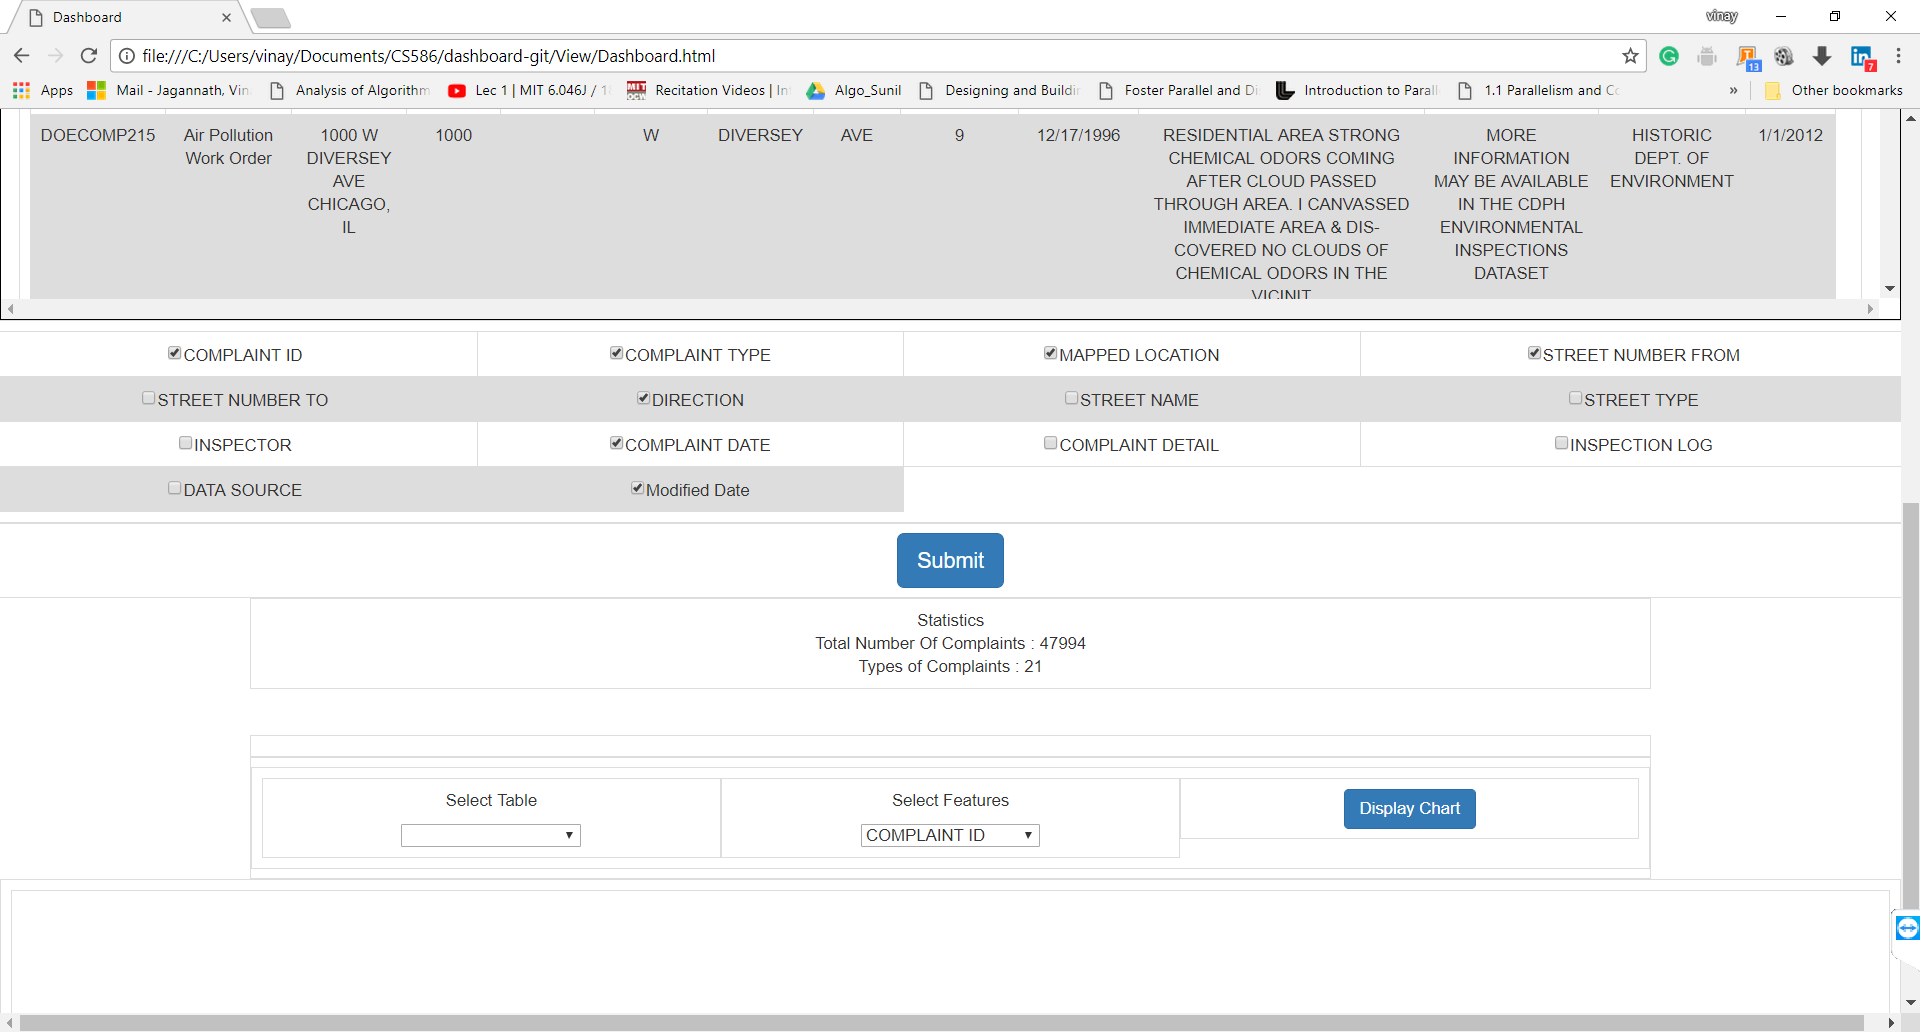 Dashboard
vinay
file:///C:/Users/vinay/Documents/CS586/dashboard-git/View/Dashboard.html
13
7
Apps
Mail - Jagannath, Vin
Analysis of Algorithm
Lec 1 | MIT 6.046J / 18
Recitation Videos | In
Algo_Sunil
Designing and Buildin
Foster Parallel and Di
Introduction to Parall
1.1 Parallelism and Co
»
Other bookmarks
DOECOMP215
Air Pollution
Work Order
1000 W
DIVERSEY
AVE
CHICAGO,
IL
1000
W
DIVERSEY
AVE
9
12/17/1996
RESIDENTIAL AREA STRONG
CHEMICAL ODORS COMING
AFTER CLOUD PASSED
THROUGH AREA. I CANVASSED
IMMEDIATE AREA & DIS-
COVERED NO CLOUDS OF
CHEMICAL ODORS IN THE
VICINIT
MORE
INFORMATION
MAY BE AVAILABLE
IN THE CDPH
ENVIRONMENTAL
INSPECTIONS
DATASET
HISTORIC
DEPT. OF
ENVIRONMENT
1/1/2012
COMPLAINT ID
COMPLAINT TYPE
MAPPED LOCATION
STREET NUMBER FROM
STREET NUMBER TO
DIRECTION
STREET NAME
STREET TYPE
INSPECTOR
COMPLAINT DATE
COMPLAINT DETAIL
INSPECTION LOG
DATA SOURCE
Modified Date
Submit
Statistics
Total Number Of Complaints : 47994
Types of Complaints : 21
Select Table
Select Features
COMPLAINT ID
Display Chart